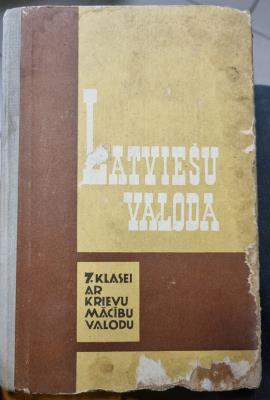 LATVIEŠU
VALODA
7. KLASEI
AR
KRIEVU
MĀCĪBU
VALODU